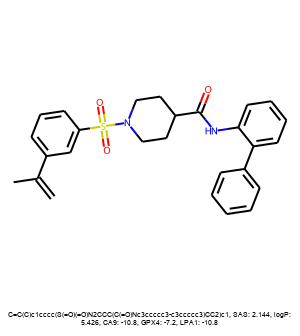 O
O
S
O
N
O
HN
C=C(C)c1cccc(S(=O)(=O)N2CCC(C(=O)Nc3ccccc3-c3ccccc3)CC2)c1, SAS: 2.144, logP:
5.426, CA9: -10.8, GPX4: -7.2, LPA1: -10.8